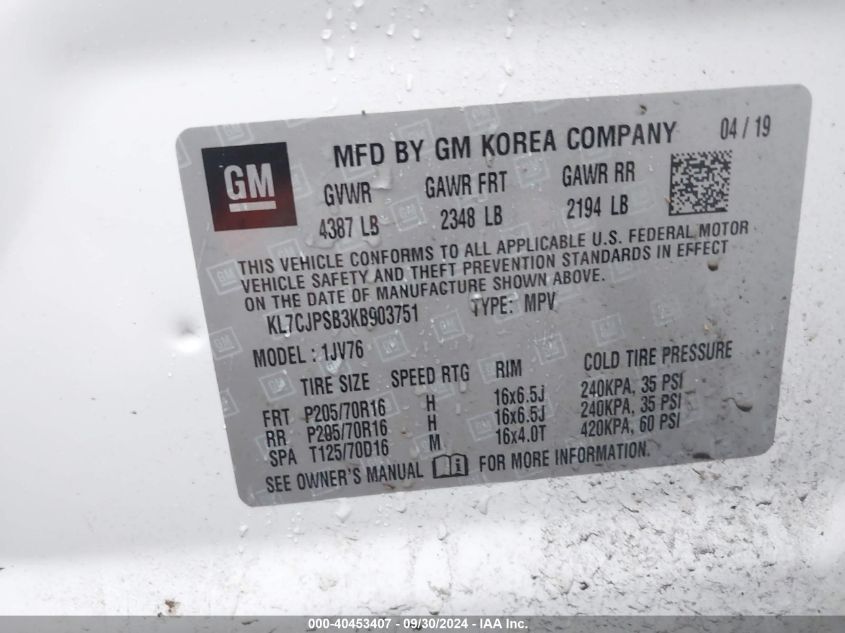 GM
MFD BY GM KOREA COMPANY 04 / 19
GVWR GAWR FRT GAWR RR
4387 LB 2348 LB 2194 LB
THIS VEHICLE CONFORMS TO ALL APPLICABLE U.S. FEDERAL MOTOR
VEHICLE SAFETY AND THEFT PREVENTION STANDARDS IN EFFECT
ON THE DATE OF MANUFACTURE SHOWN ABOVE.
KL7CJPSB3KB903751 TYPE: MPV
MODEL : 1JV76
TIRE SIZE SPEED RTG RIM COLD TIRE PRESSURE
FRT P205/70R16 H 16x6.5J 240KPA, 35 PSI
RR P205/70R16 H 16x6.5J 240KPA, 35 PSI
SPA T125/70D16 M 16x4.0T 420KPA, 60 PSI
SEE OWNER'S MANUAL FOR MORE INFORMATION.
000-40453407 - 09/30/2024 - IAA Inc.